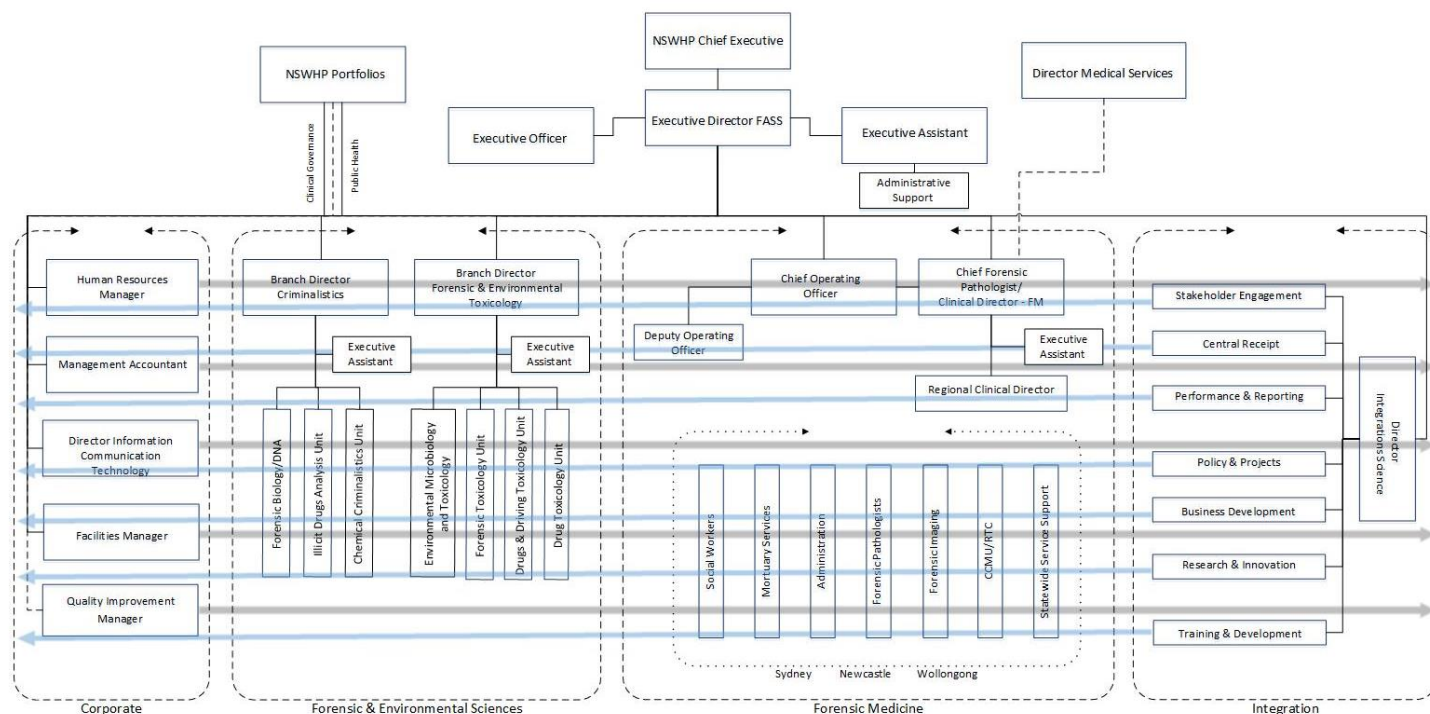 NSWHP Chief Executive
NSWHP Portfolios
Director Medical Services
Executive Officer
Executive Director FASS
Executive Assistant
Clinical Governance
Public Health
Administrative
Support
Human Resources
Manager
Branch Director
Criminalistics
Branch Director
Forensic & Environmental
Toxicology
Chief Operating
Officer
Chief Forensic
Pathologist/
Clinical Director - FM
Stakeholder Engagement
Deputy Operating
Officer
Management Accountant
Executive
Assistant
Executive
Assistant
Executive
Assistant
Central Receipt
Regional Clinical Director
Performance & Reporting
Director Information
Communication
Technology
Forensic Biology/DNA
Illicit Drugs Analysis Unit
Chemical Criminalistics Unit
Environmental Microbiology
and Toxicology
Forensic Toxicology Unit
Drugs & Driving Toxicology Unit
Drug Toxicology Unit
Director
Integration&Science
Policy & Projects
Facilities Manager
Social Workers
Mortuary Services
Administration
Forensic Pathologists
Forensic Imaging
CCMU/RTC
Statewide Service Support
Business Development
Research & Innovation
Quality Improvement
Manager
Training & Development
Sydney Newcastle Wollongong
Corporate
Forensic & Environmental Sciences
Forensic Medicine
Integration